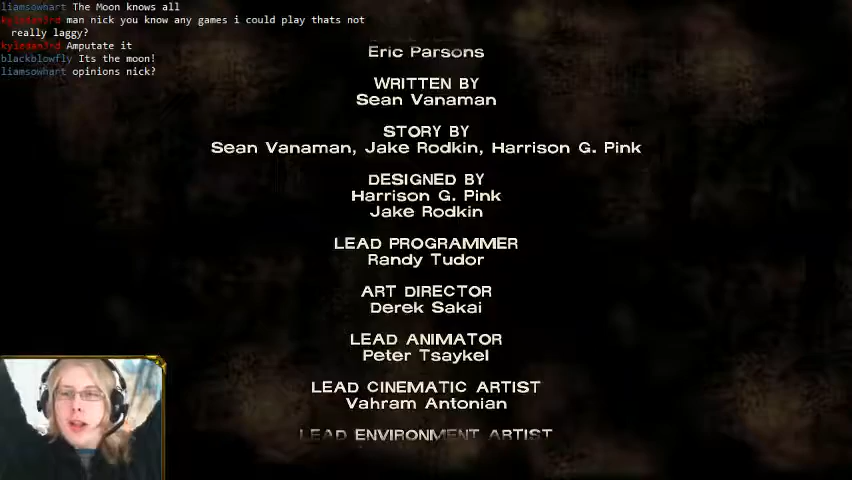 liamsowhart The Moon knows all
kyledam3rd man nick you know any games i could play thats not
really laggy?
kyledam3rd Amputate it
blackblowfly Its the moon!
liamsowhart opinions nick?
Eric Parsons
WRITTEN BY
Sean Vanaman
STORY BY
Sean Vanaman, Jake Rodkin, Harrison G. Pink
DESIGNED BY
Harrison G. Pink
Jake Rodkin
LEAD PROGRAMMER
Randy Tudor
ART DIRECTOR
Derek Sakai
LEAD ANIMATOR
Peter Tsaykel
LEAD CINEMATIC ARTIST
Vahram Antonian
LEAD ENVIRONMENT ARTIST